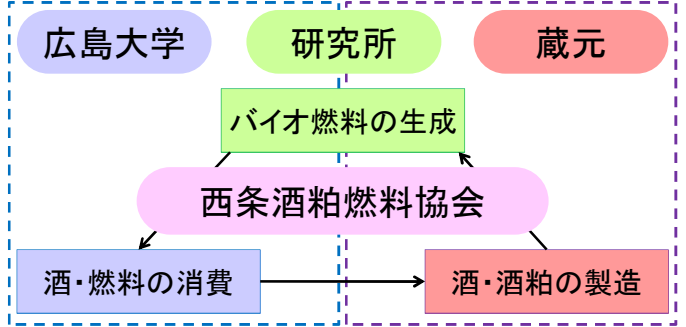 広島大学
研究所
蔵元
バイオ燃料の生成
西条酒粕燃料協会
酒・燃料の消費
酒・酒粕の製造